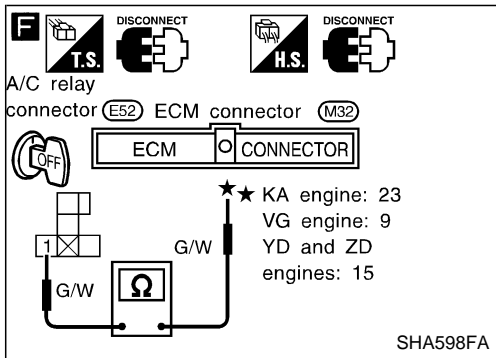 F
T.S.
DISCONNECT
H.S.
DISCONNECT
A/C relay
connector E52 ECM connector M32
OFF
ECM CONNECTOR
★★ KA engine: 23
VG engine: 9
YD and ZD
engines: 15
1
G/W
G/W
Ω
SHA598FA